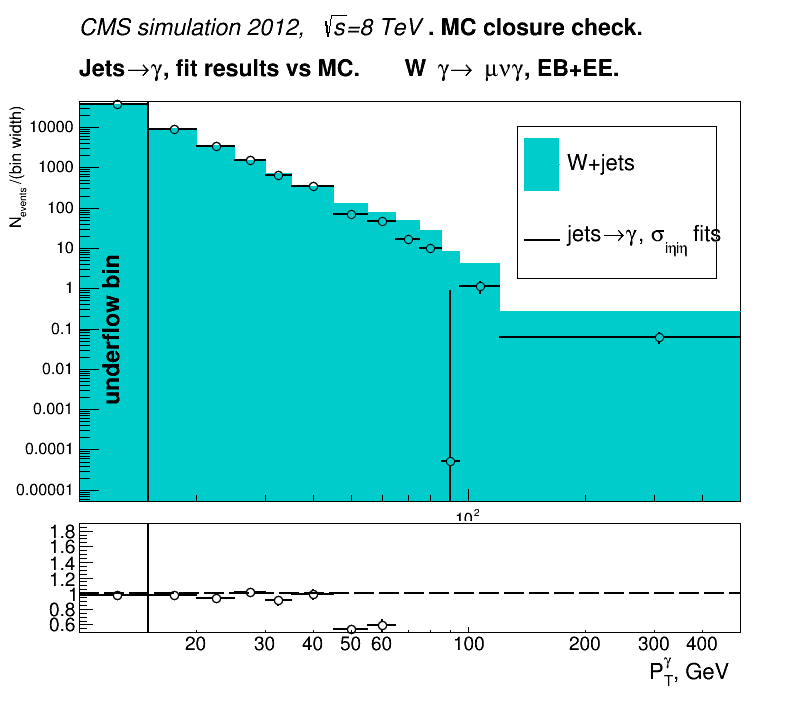 CMS simulation 2012, √s=8 TeV . MC closure check.
Jets→γ, fit results vs MC. W γ→ μνγ, EB+EE.
N_events /(bin width)
10000
1000
100
10
1
0.1
0.01
0.001
0.0001
0.00001
underflow bin
W+jets
jets→γ, σ_iηiη fits
10²
1.8
1.6
1.4
1.2
1
0.8
0.6
20 30 40 50 60 100 200 300 400
P_T^γ, GeV